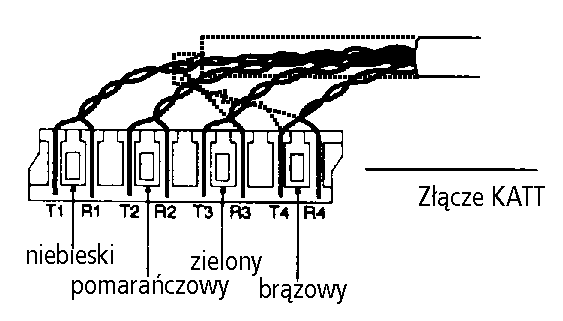 T1 R1 T2 R2 T3 R3 T4 R4
Złącze KATT
niebieski
zielony
pomarańczowy
brązowy